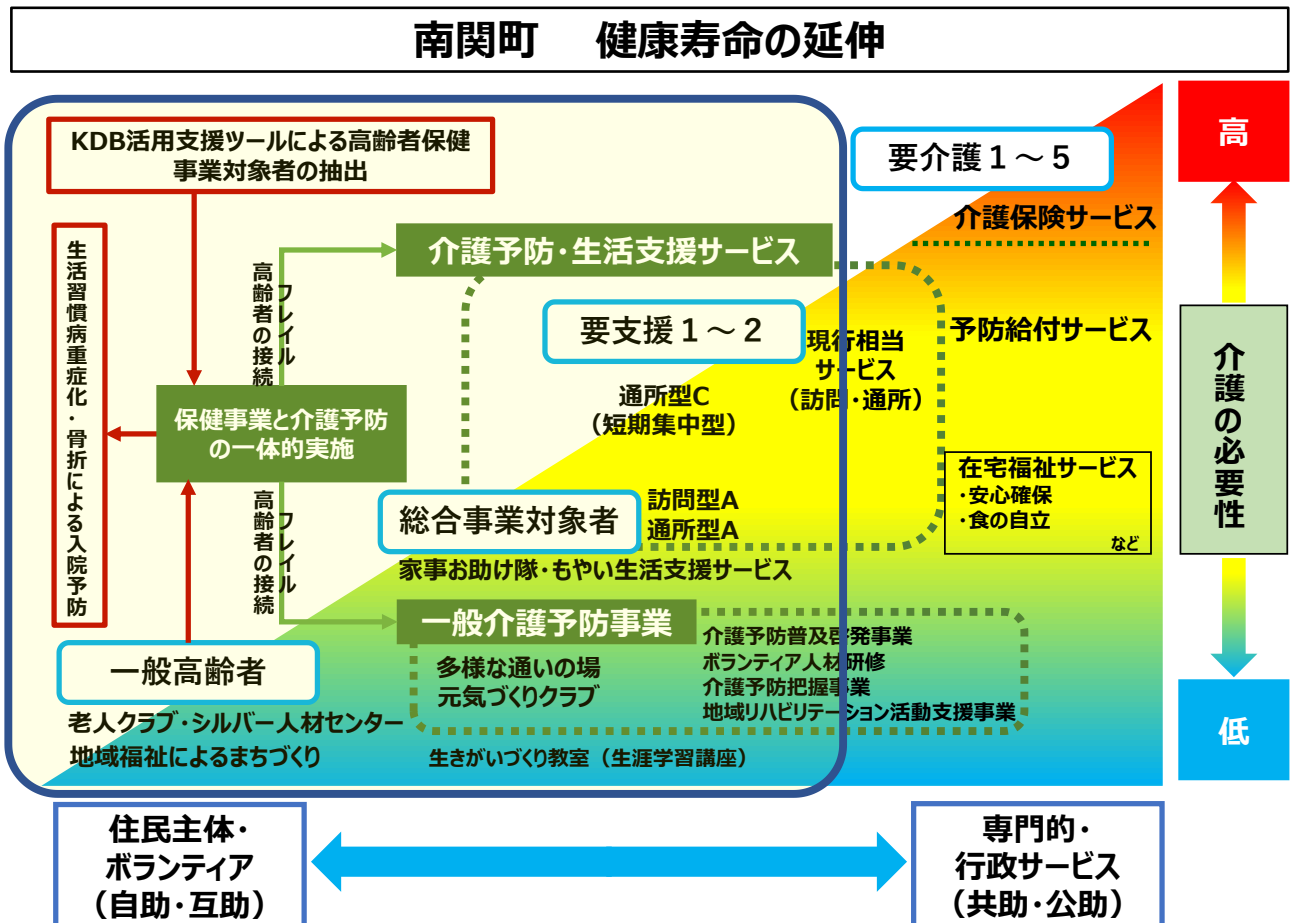 南関町　健康寿命の延伸
KDB活用支援ツールによる高齢者保健
事業対象者の抽出
高
要介護１～５
介護保険サービス
生活習慣病重症化・骨折による入院予防
フレイル
高齢者の接続
介護予防・生活支援サービス
要支援１～２
現行相当
サービス
（訪問・通所）
予防給付サービス
介護の必要性
通所型C
（短期集中型）
保健事業と介護予防
の一体的実施
在宅福祉サービス
・安心確保
・食の自立
など
フレイル
高齢者の接続
総合事業対象者
訪問型A
通所型A
家事お助け隊・もやい生活支援サービス
一般介護予防事業
介護予防普及啓発事業
ボランティア人材研修
介護予防把握事業
地域リハビリテーション活動支援事業
多様な通いの場
元気づくりクラブ
一般高齢者
老人クラブ・シルバー人材センター
地域福祉によるまちづくり
生きがいづくり教室（生涯学習講座）
低
住民主体・
ボランティア
（自助・互助）
専門的・
行政サービス
（共助・公助）